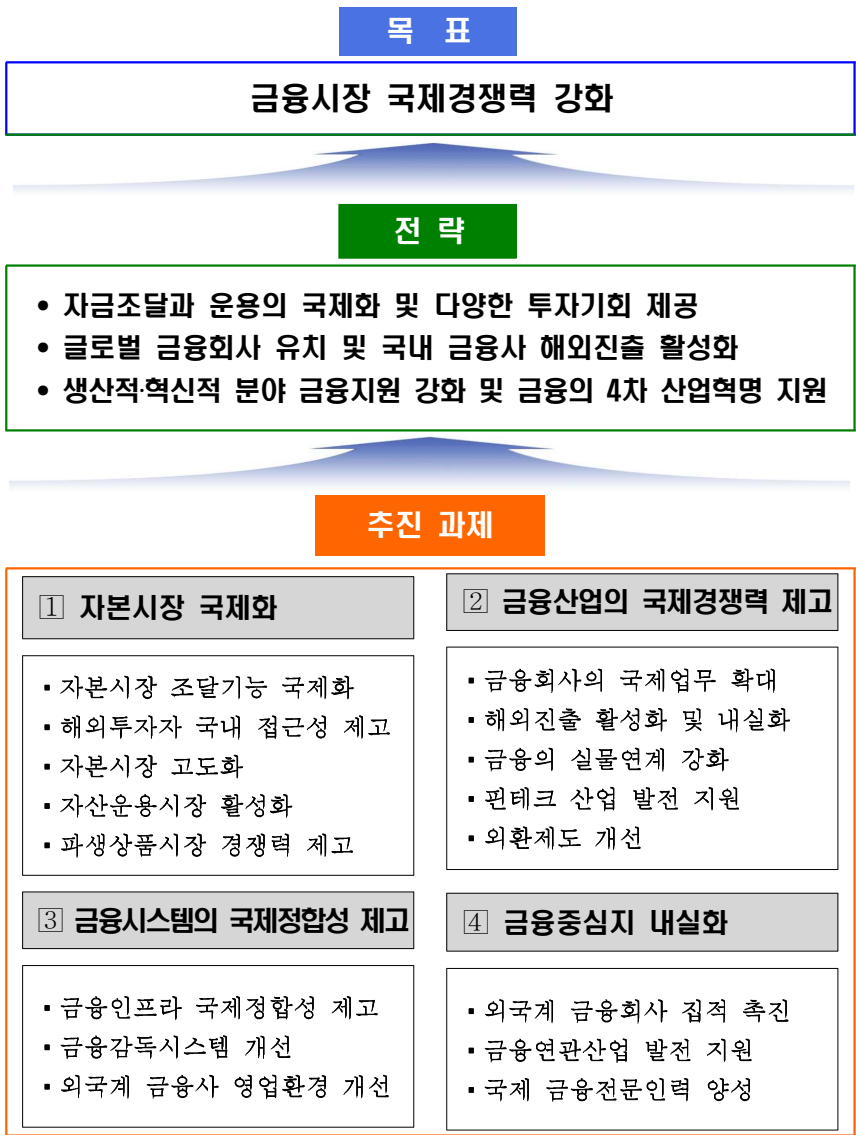 목 표
금융시장 국제경쟁력 강화
전 략
• 자금조달과 운용의 국제화 및 다양한 투자기회 제공
• 글로벌 금융회사 유치 및 국내 금융사 해외진출 활성화
• 생산적·혁신적 분야 금융지원 강화 및 금융의 4차 산업혁명 지원
추진 과제
1 자본시장 국제화
▪ 자본시장 조달기능 국제화
▪ 해외투자자 국내 접근성 제고
▪ 자본시장 고도화
▪ 자산운용시장 활성화
▪ 파생상품시장 경쟁력 제고
2 금융산업의 국제경쟁력 제고
▪ 금융회사의 국제업무 확대
▪ 해외진출 활성화 및 내실화
▪ 금융의 실물연계 강화
▪ 핀테크 산업 발전 지원
▪ 외환제도 개선
3 금융시스템의 국제정합성 제고
▪ 금융인프라 국제정합성 제고
▪ 금융감독시스템 개선
▪ 외국계 금융사 영업환경 개선
4 금융중심지 내실화
▪ 외국계 금융회사 집적 촉진
▪ 금융연관산업 발전 지원
▪ 국제 금융전문인력 양성